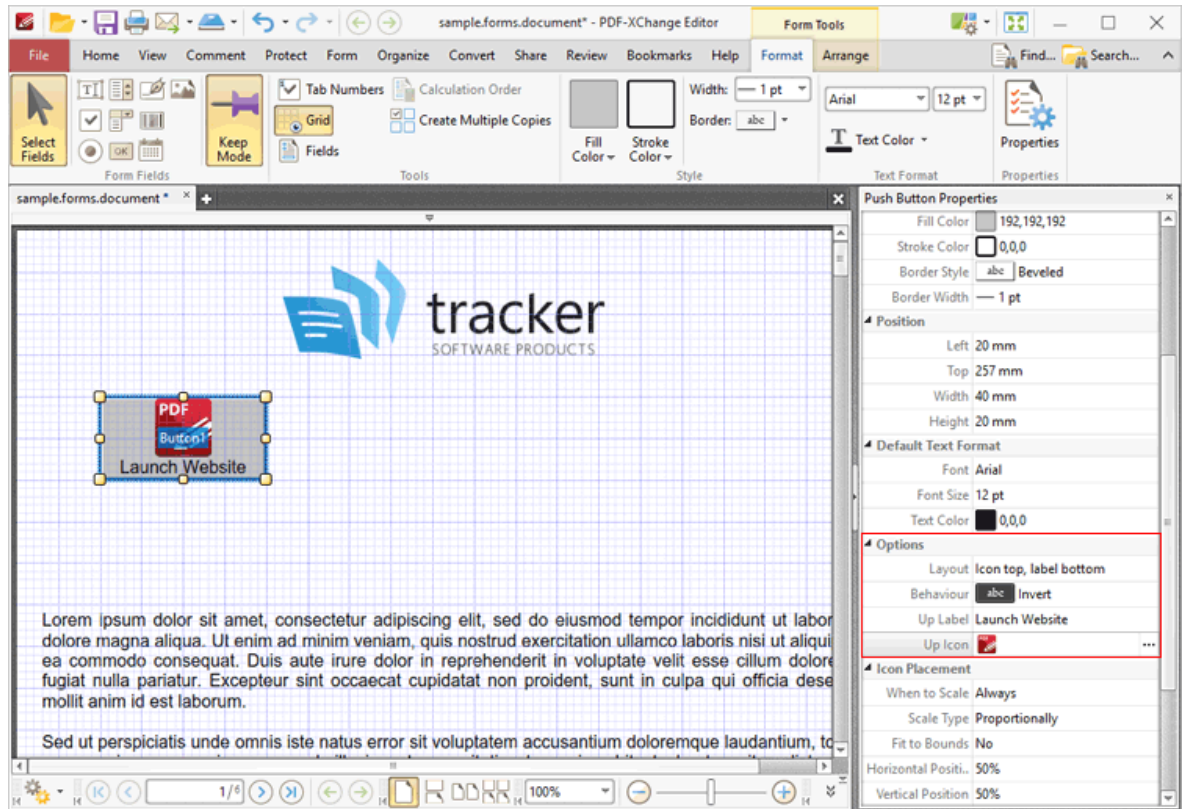 sample.forms.document* - PDF-XChange Editor
Form Tools
File Home View Comment Protect Form Organize Convert Share Review Bookmarks Help Format Arrange Find... Search...
Select Fields
OK
Keep Mode
Form Fields
Tab Numbers
Grid
Fields
Calculation Order
Create Multiple Copies
Tools
Fill Color
Stroke Color
Width: 1 pt
Border: abc
Style
Arial 12 pt
Text Color
Text Format
Properties
Properties
sample.forms.document *
tracker
SOFTWARE PRODUCTS
PDF
Button1
Launch Website
Lorem ipsum dolor sit amet, consectetur adipiscing elit, sed do eiusmod tempor incididunt ut labor
dolore magna aliqua. Ut enim ad minim veniam, quis nostrud exercitation ullamco laboris nisi ut aliqui
ea commodo consequat. Duis aute irure dolor in reprehenderit in voluptate velit esse cillum dolore
fugiat nulla pariatur. Excepteur sint occaecat cupidatat non proident, sunt in culpa qui officia dese
mollit anim id est laborum.
Sed ut perspiciatis unde omnis iste natus error sit voluptatem accusantium doloremque laudantium, to
1/6
100%
Push Button Properties
Fill Color 192,192,192
Stroke Color 0,0,0
Border Style abc Beveled
Border Width 1 pt
Position
Left 20 mm
Top 257 mm
Width 40 mm
Height 20 mm
Default Text Format
Font Arial
Font Size 12 pt
Text Color 0,0,0
Options
Layout Icon top, label bottom
Behaviour abc Invert
Up Label Launch Website
Up Icon ...
Icon Placement
When to Scale Always
Scale Type Proportionally
Fit to Bounds No
Horizontal Positi.. 50%
Vertical Position 50%